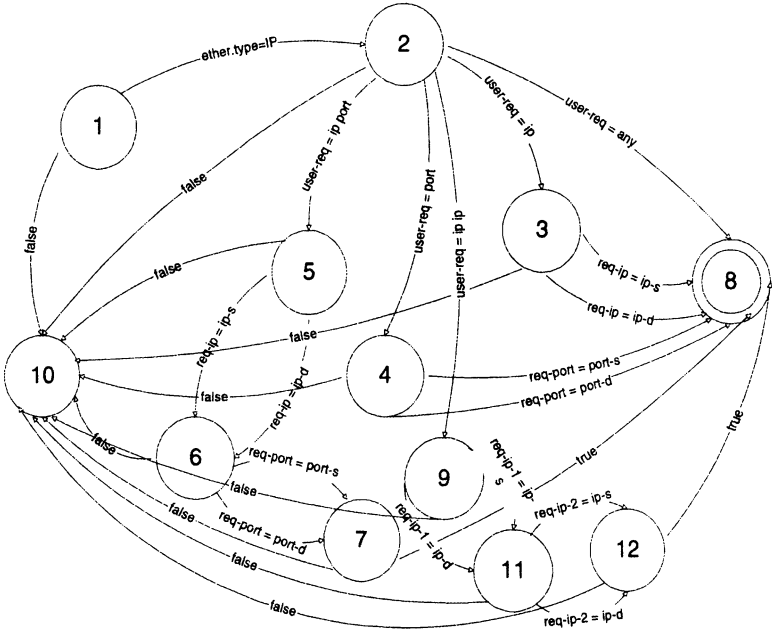 2
ether.type=IP
1
user-req = ip port
user-req = ip
user-req = any
false
user-req = port
user-req = ip ip
false
3
5
8
false
req-ip = ip-s
req-ip = ip-d
req-ip = ip-s
false
10
4
req-port = port-s
req-port = port-d
false
req-ip = ip-d
true
false
6
req-port = port-s
9
req-ip-1 = ip
s
true
false
false
req-port = port-d
7
req-ip-1 = ip-d
req-ip-2 = ip-s
12
11
false
false
req-ip-2 = ip-d